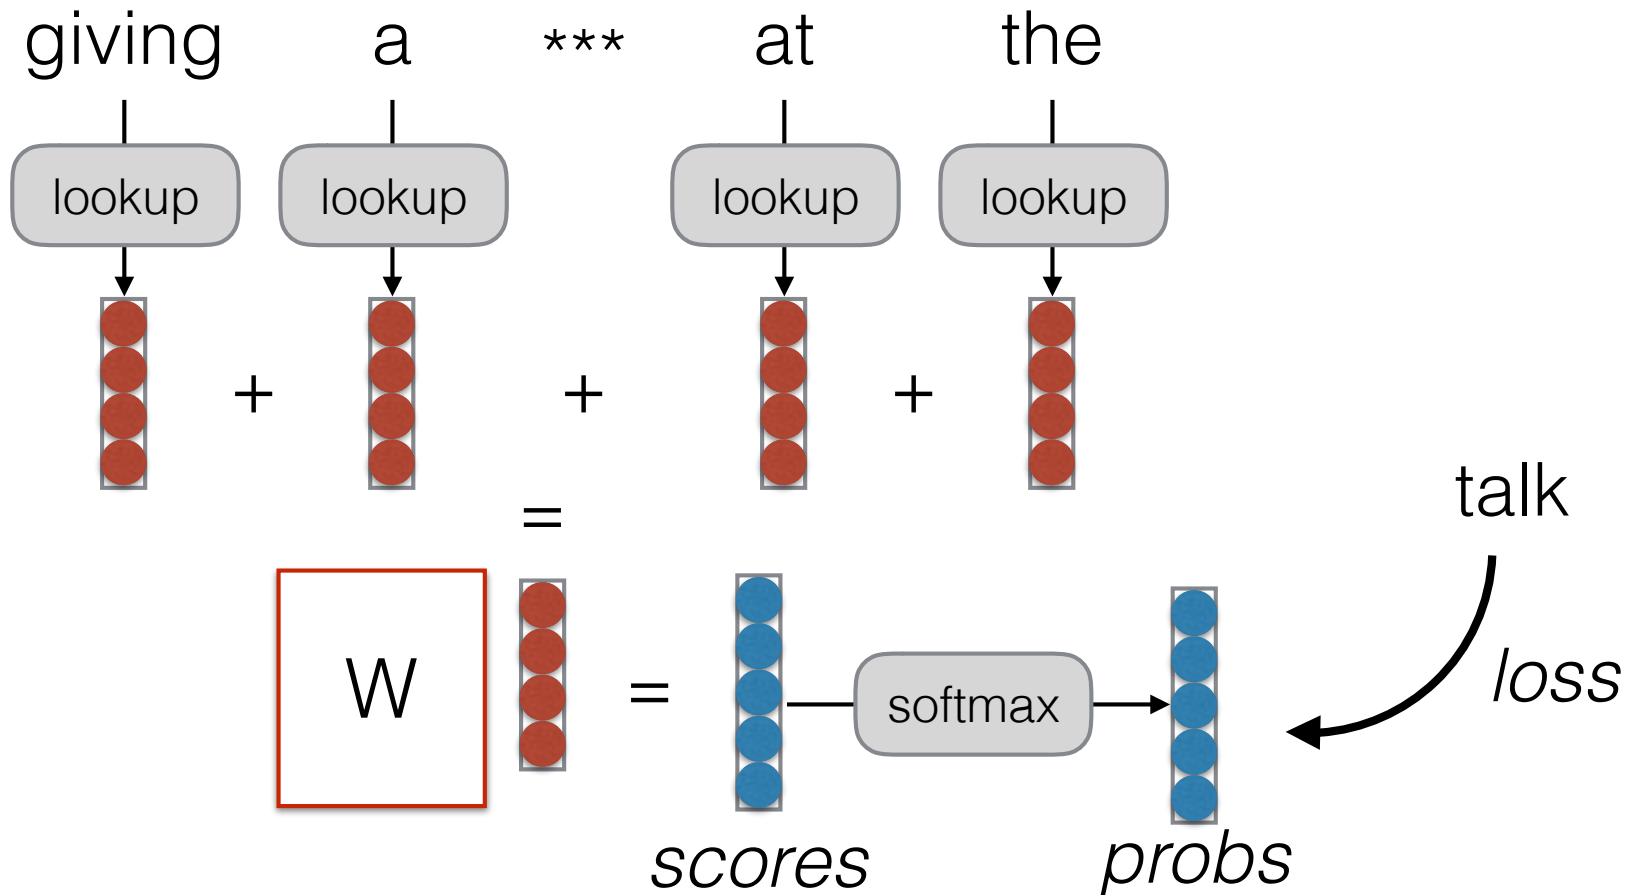 giving a *** at the
lookup lookup lookup lookup
+ + +
=
talk
W = softmax
loss
scores probs